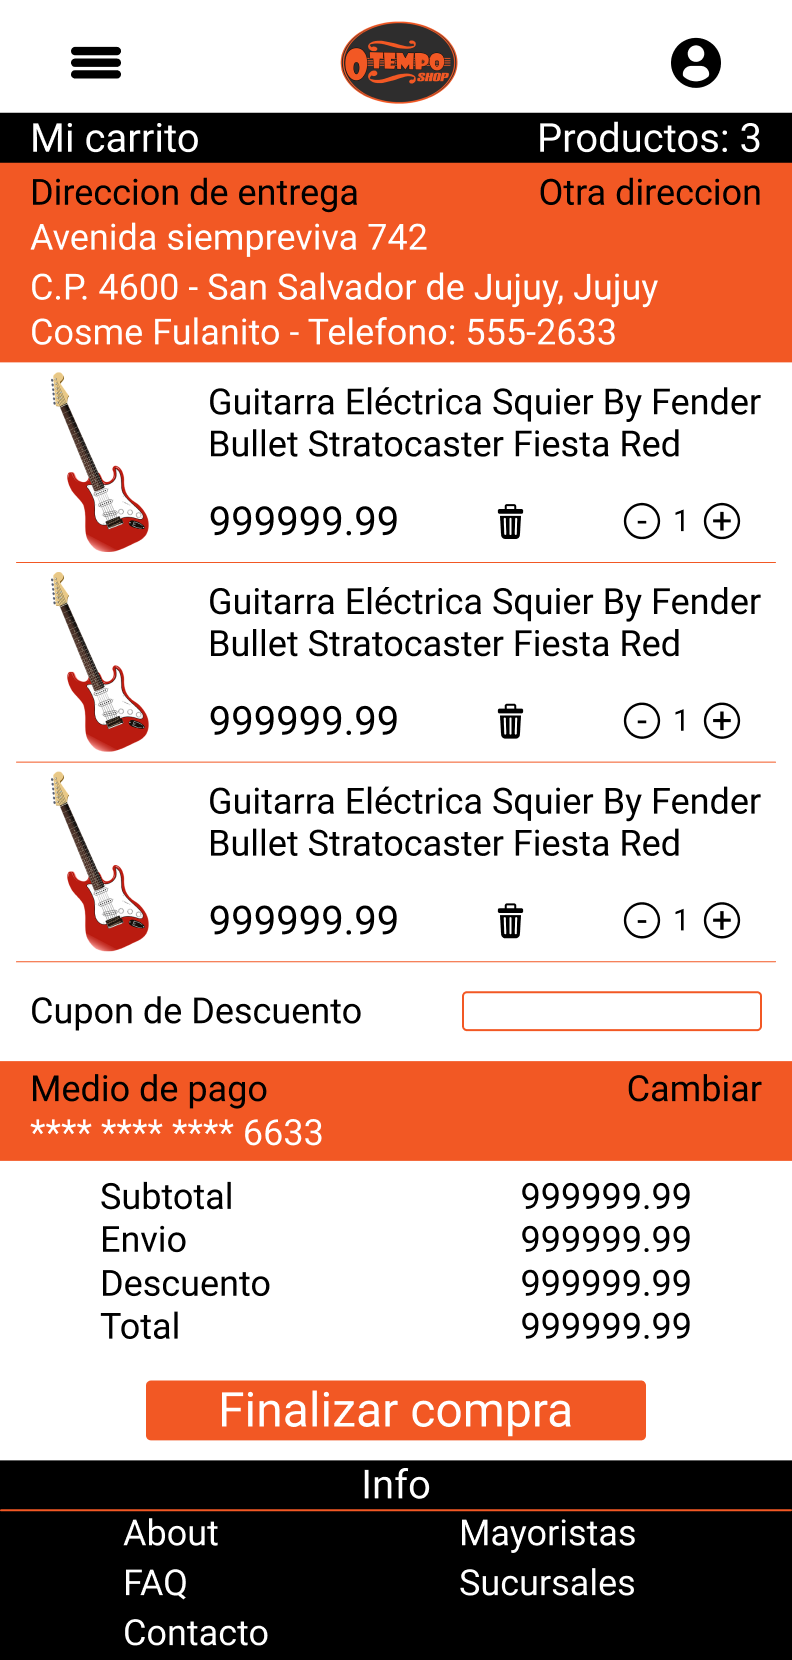 O TEMPO
SHOP
Mi carrito Productos: 3
Direccion de entrega Otra direccion
Avenida siempreviva 742
C.P. 4600 - San Salvador de Jujuy, Jujuy
Cosme Fulanito - Telefono: 555-2633
Guitarra Eléctrica Squier By Fender
Bullet Stratocaster Fiesta Red
999999.99 - 1 +
Guitarra Eléctrica Squier By Fender
Bullet Stratocaster Fiesta Red
999999.99 - 1 +
Guitarra Eléctrica Squier By Fender
Bullet Stratocaster Fiesta Red
999999.99 - 1 +
Cupon de Descuento
Medio de pago Cambiar
**** **** **** 6633
Subtotal 999999.99
Envio 999999.99
Descuento 999999.99
Total 999999.99
Finalizar compra
Info
About Mayoristas
FAQ Sucursales
Contacto